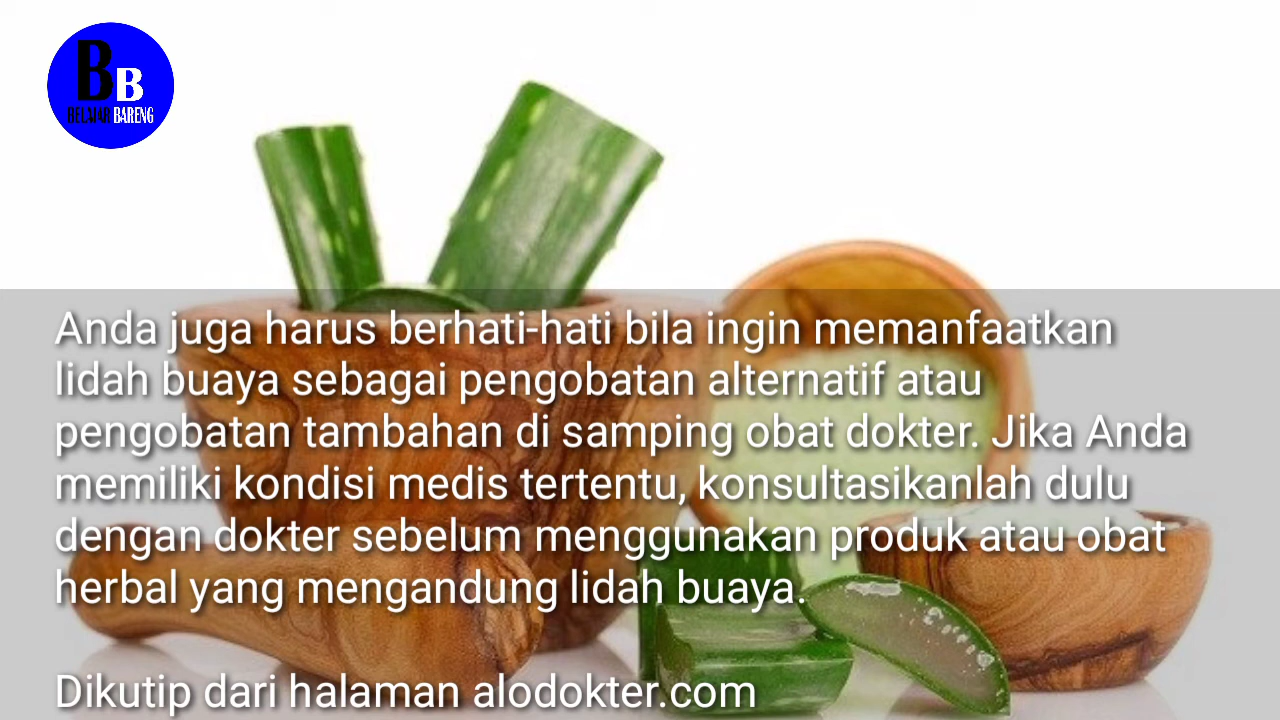 BB
BELAJAR BARENG
Anda juga harus berhati-hati bila ingin memanfaatkan
lidah buaya sebagai pengobatan alternatif atau
pengobatan tambahan di samping obat dokter. Jika Anda
memiliki kondisi medis tertentu, konsultasikanlah dulu
dengan dokter sebelum menggunakan produk atau obat
herbal yang mengandung lidah buaya.
Dikutip dari halaman alodokter.com